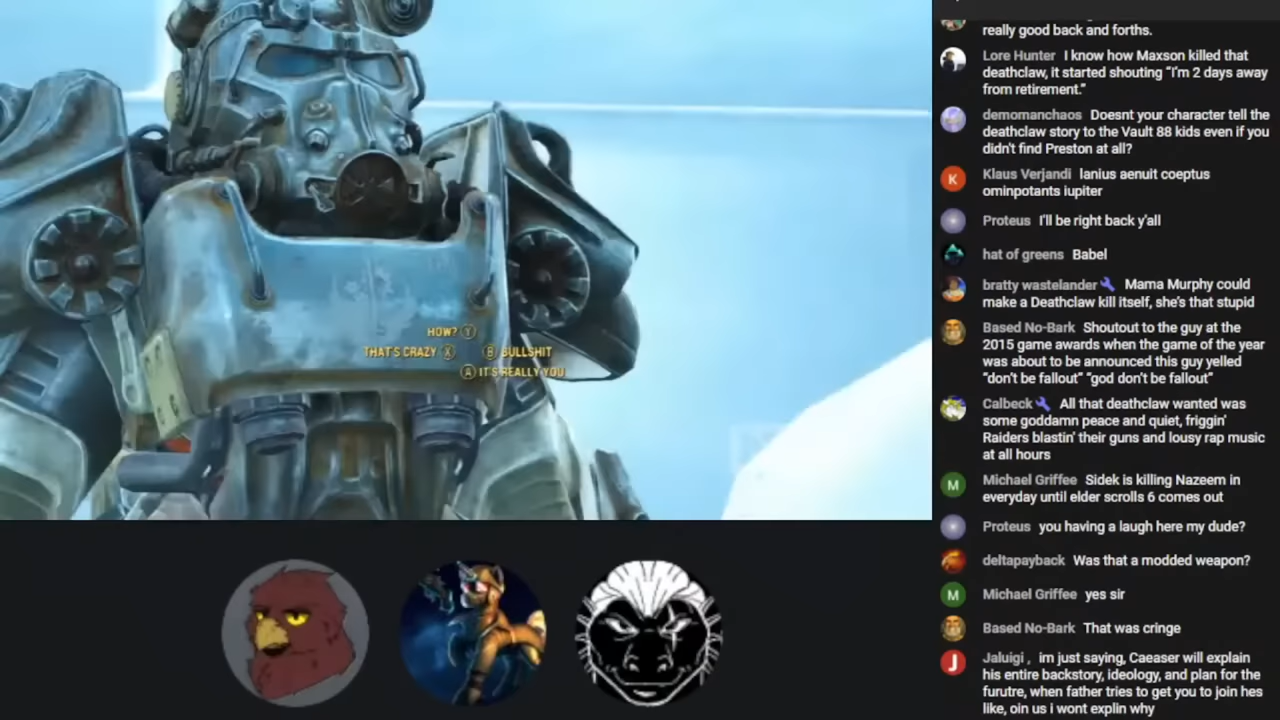 HOW? Y
THAT'S CRAZY X B BULLSHIT
A IT'S REALLY YOU
really good back and forths.
Lore Hunter I know how Maxson killed that
deathclaw, it started shouting “I'm 2 days away
from retirement.”
demomanchaos Doesnt your character tell the
deathclaw story to the Vault 88 kids even if you
didn't find Preston at all?
K Klaus Verjandi lanius aenuit coeptus
ominpotants iupiter
Proteus I'll be right back y'all
hat of greens Babel
bratty wastelander Mama Murphy could
make a Deathclaw kill itself, she's that stupid
Based No-Bark Shoutout to the guy at the
2015 game awards when the game of the year
was about to be announced this guy yelled
“don't be fallout” “god don't be fallout”
Calbeck All that deathclaw wanted was
some goddamn peace and quiet, friggin'
Raiders blastin' their guns and lousy rap music
at all hours
M Michael Griffee Sidek is killing Nazeem in
everyday until elder scrolls 6 comes out
Proteus you having a laugh here my dude?
deltapayback Was that a modded weapon?
M Michael Griffee yes sir
Based No-Bark That was cringe
J Jaluigi , im just saying, Caeaser will explain
his entire backstory, ideology, and plan for the
furutre, when father tries to get you to join hes
like, oin us i wont explin why